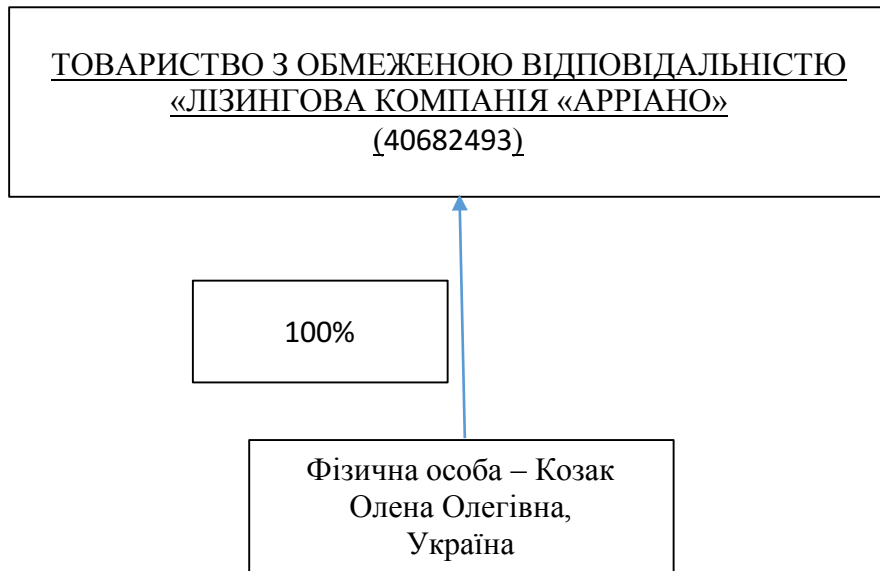 ТОВАРИСТВО З ОБМЕЖЕНОЮ ВІДПОВІДАЛЬНІСТЮ
«ЛІЗИНГОВА КОМПАНІЯ «АРРІАНО»
(40682493)
100%
Фізична особа – Козак
Олена Олегівна,
Україна